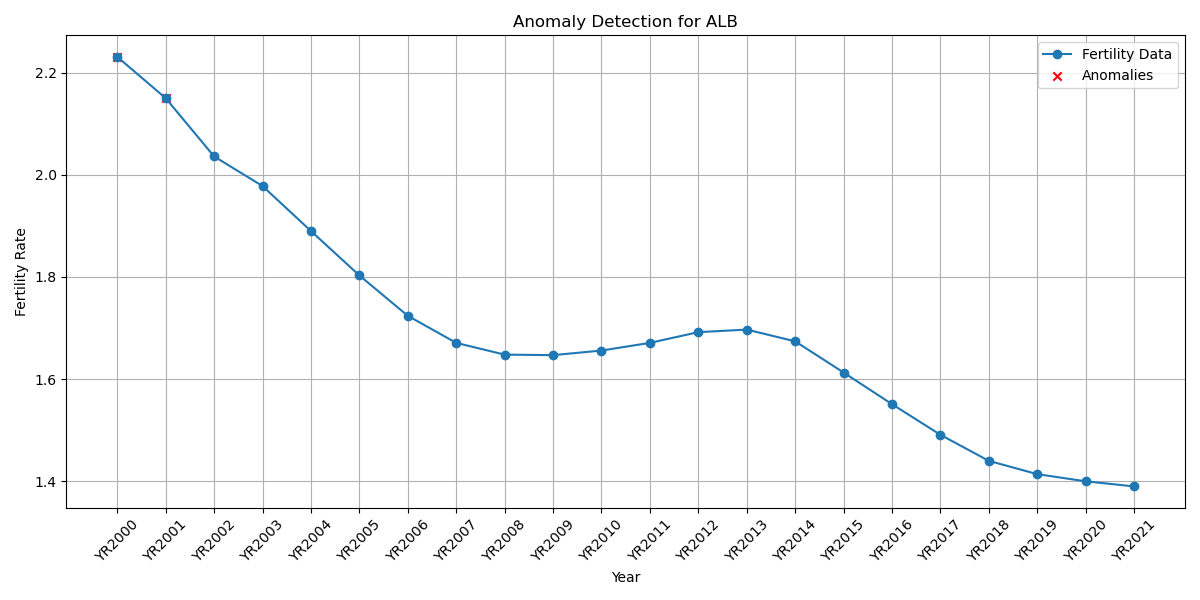 Anomaly Detection for ALB
Fertility Data
Anomalies
2.2
2.0
1.8
1.6
1.4
Fertility Rate
YR2000
YR2001
YR2002
YR2003
YR2004
YR2005
YR2006
YR2007
YR2008
YR2009
YR2010
YR2011
YR2012
YR2013
YR2014
YR2015
YR2016
YR2017
YR2018
YR2019
YR2020
YR2021
Year